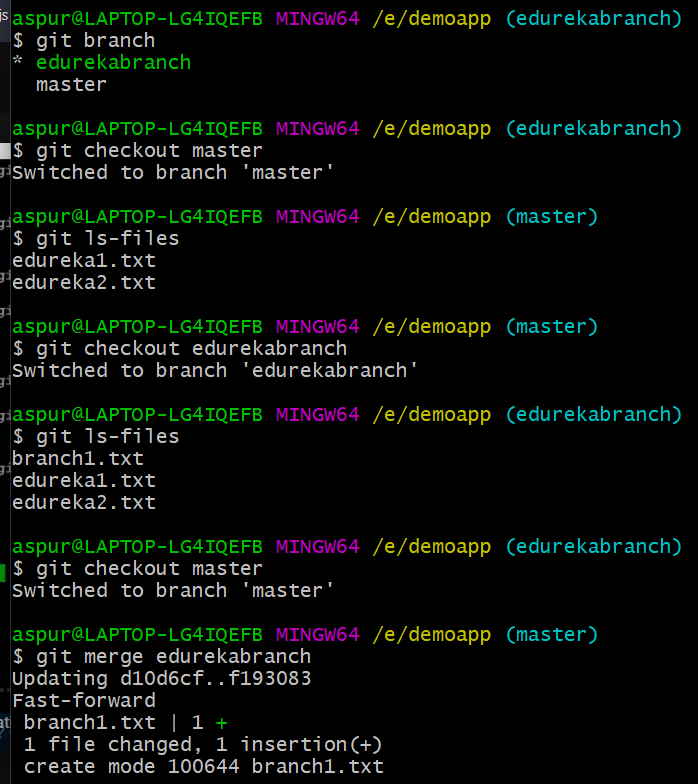 aspur@LAPTOP-LG4IQEFB MINGW64 /e/demoapp (edurekabranch)
$ git branch
* edurekabranch
  master

aspur@LAPTOP-LG4IQEFB MINGW64 /e/demoapp (edurekabranch)
$ git checkout master
Switched to branch 'master'

aspur@LAPTOP-LG4IQEFB MINGW64 /e/demoapp (master)
$ git ls-files
edureka1.txt
edureka2.txt

aspur@LAPTOP-LG4IQEFB MINGW64 /e/demoapp (master)
$ git checkout edurekabranch
Switched to branch 'edurekabranch'

aspur@LAPTOP-LG4IQEFB MINGW64 /e/demoapp (edurekabranch)
$ git ls-files
branch1.txt
edureka1.txt
edureka2.txt

aspur@LAPTOP-LG4IQEFB MINGW64 /e/demoapp (edurekabranch)
$ git checkout master
Switched to branch 'master'

aspur@LAPTOP-LG4IQEFB MINGW64 /e/demoapp (master)
$ git merge edurekabranch
Updating d10d6cf..f193083
Fast-forward
 branch1.txt | 1 +
 1 file changed, 1 insertion(+)
 create mode 100644 branch1.txt